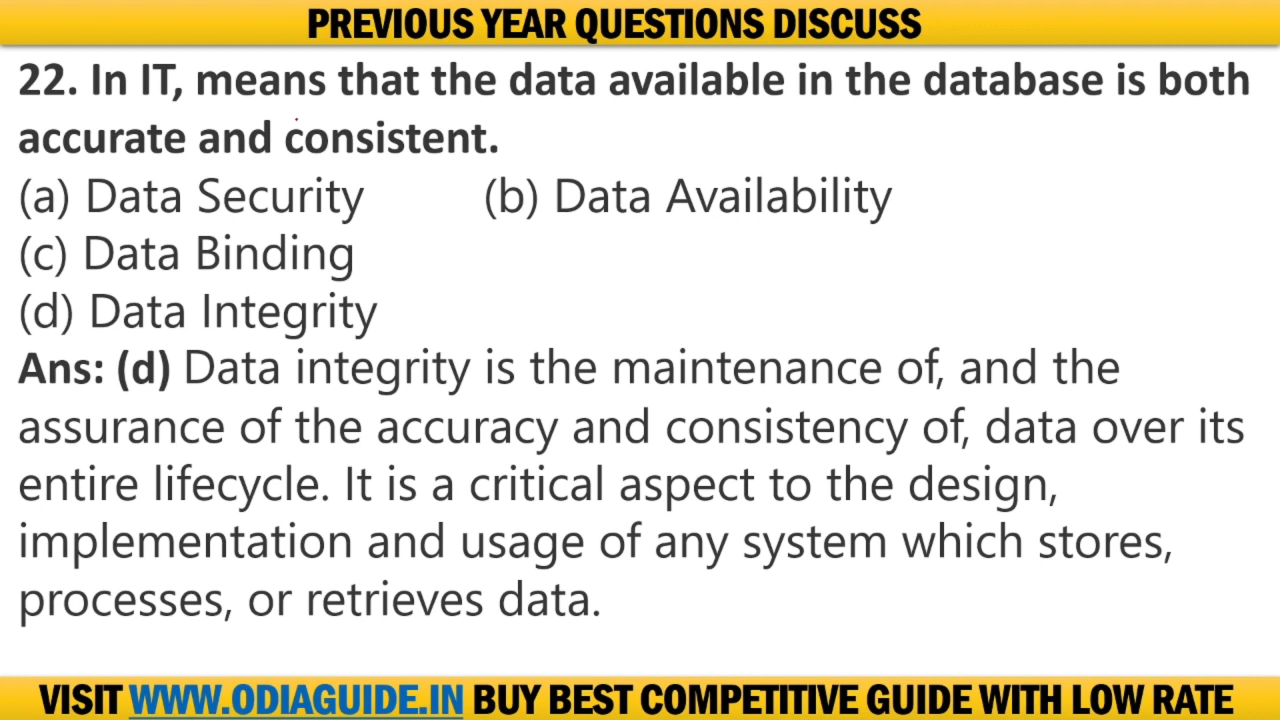 PREVIOUS YEAR QUESTIONS DISCUSS
22. In IT, means that the data available in the database is both
accurate and consistent.
(a) Data Security (b) Data Availability
(c) Data Binding
(d) Data Integrity
Ans: (d) Data integrity is the maintenance of, and the
assurance of the accuracy and consistency of, data over its
entire lifecycle. It is a critical aspect to the design,
implementation and usage of any system which stores,
processes, or retrieves data.
VISIT WWW.ODIAGUIDE.IN BUY BEST COMPETITIVE GUIDE WITH LOW RATE